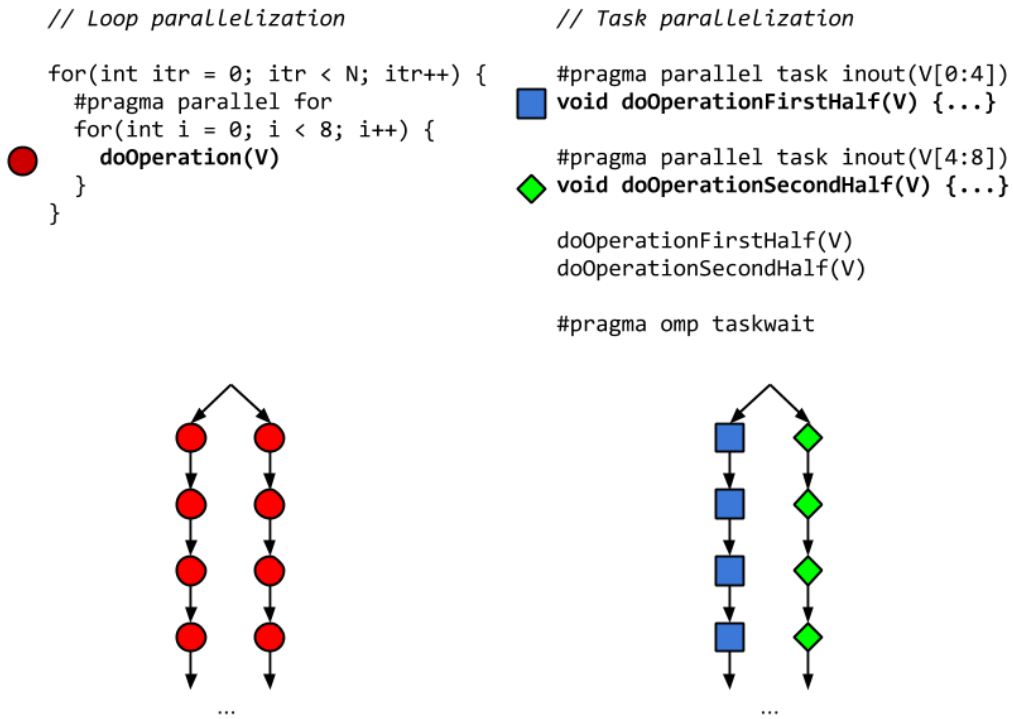 // Loop parallelization
for(int itr = 0; itr < N; itr++) {
#pragma parallel for
for(int i = 0; i < 8; i++) {
doOperation(V)
}
}
...
// Task parallelization
#pragma parallel task inout(V[0:4])
void doOperationFirstHalf(V) {...}
#pragma parallel task inout(V[4:8])
void doOperationSecondHalf(V) {...}
doOperationFirstHalf(V)
doOperationSecondHalf(V)
#pragma omp taskwait
...